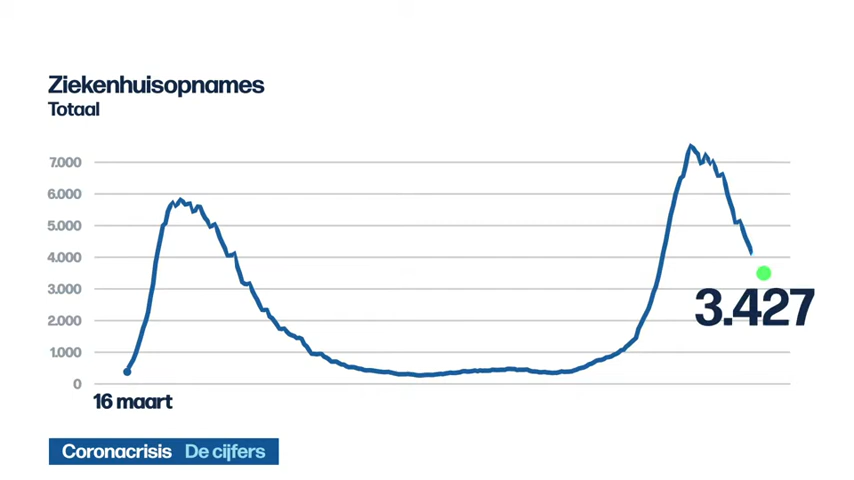 Ziekenhuisopnames
Totaal
7.000
6.000
5.000
4.000
3.000
2.000
1.000
0
3.427
16 maart
Coronacrisis De cijfers